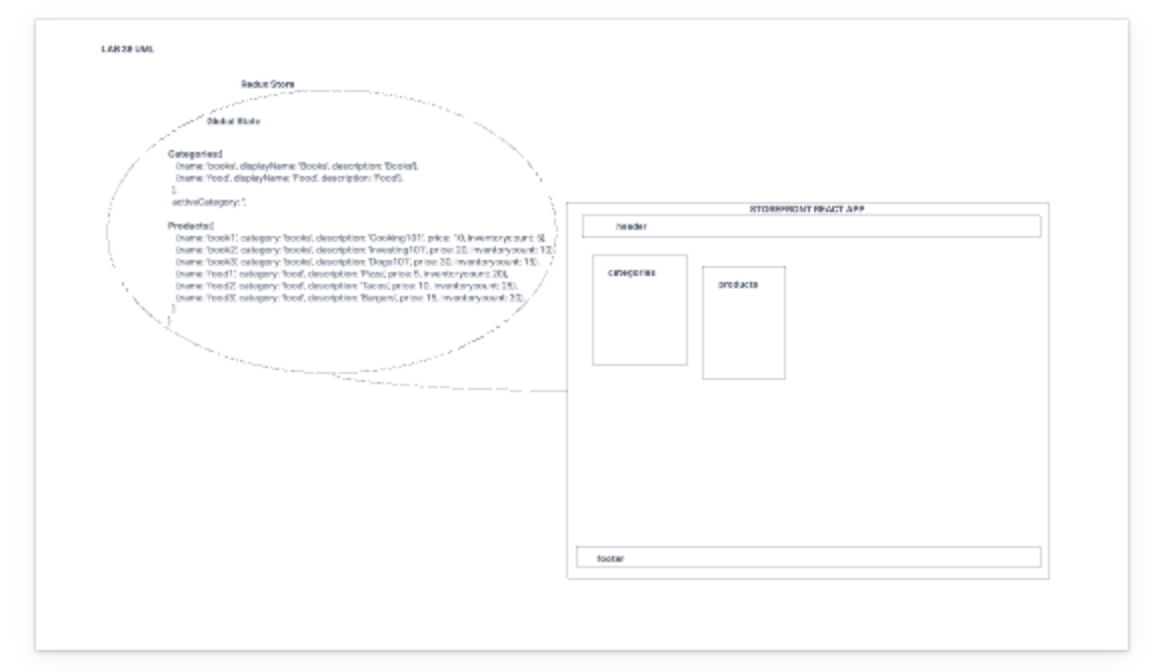 LAB 28 UML
Redux Store
Global State
Categories:[
{name: 'books', displayName: 'Books', description: 'Books'},
{name: 'food', displayName: 'Food', description: 'Food'},
],
activeCategory: '',
Products:[
{name: 'book1', category: 'books', description: 'Cooking101', price: 10, inventorycount: 5},
{name: 'book2', category: 'books', description: 'Investing101', price: 20, inventorycount: 10},
{name: 'book3', category: 'books', description: 'Dogs101', price: 30, inventorycount: 15},
{name: 'food1', category: 'food', description: 'Pizza', price: 5, inventorycount: 20},
{name: 'food2', category: 'food', description: 'Tacos', price: 10, inventorycount: 25},
{name: 'food3', category: 'food', description: 'Burgers', price: 15, inventorycount: 30},
]
}
STOREFRONT REACT APP
header
categories
products
footer